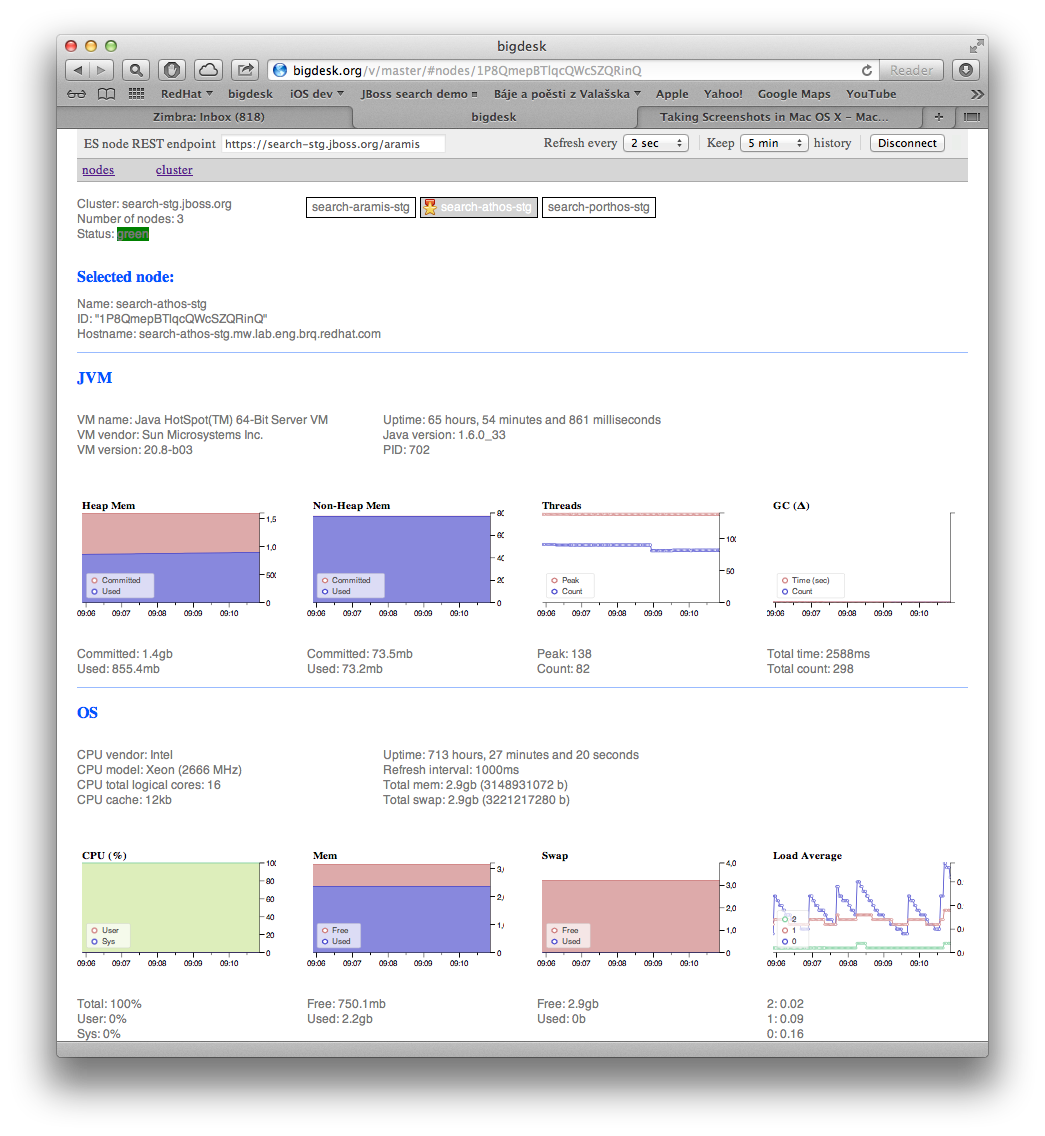 bigdesk
bigdesk.org/v/master/#nodes/1P8QmepBTlqcQWcSZQRinQ
Reader
RedHat bigdesk iOS dev JBoss search demo Báje a poěsti z Valašska Apple Yahoo! Google Maps YouTube
Zimbra: Inbox (818) bigdesk Taking Screenshots in Mac OS X – Mac...
ES node REST endpoint https://search-stg.jboss.org/aramis Refresh every 2 sec Keep 5 min history Disconnect
nodes cluster
Cluster: search-stg.jboss.org search-aramis-stg search-athos-stg search-porthos-stg
Number of nodes: 3
Status: green
Selected node:
Name: search-athos-stg
ID: "1P8QmepBTlqcQWcSZQRinQ"
Hostname: search-athos-stg.mw.lab.eng.brq.redhat.com
JVM
VM name: Java HotSpot(TM) 64-Bit Server VM Uptime: 65 hours, 54 minutes and 861 milliseconds
VM vendor: Sun Microsystems Inc. Java version: 1.6.0_33
VM version: 20.8-b03 PID: 702
Heap Mem Non-Heap Mem Threads GC (Δ)
1,5 80
1,0 60 100
500 40 50
20
0 0 0
Committed Committed Peak Time (sec)
Used Used Count Count
09:06 09:07 09:08 09:09 09:10 09:06 09:07 09:08 09:09 09:10 09:06 09:07 09:08 09:09 09:10 09:06 09:07 09:08 09:09 09:10
Committed: 1.4gb Committed: 73.5mb Peak: 138 Total time: 2588ms
Used: 855.4mb Used: 73.2mb Count: 82 Total count: 298
OS
CPU vendor: Intel Uptime: 713 hours, 27 minutes and 20 seconds
CPU model: Xeon (2666 MHz) Refresh interval: 1000ms
CPU total logical cores: 16 Total mem: 2.9gb (3148931072 b)
CPU cache: 12kb Total swap: 2.9gb (3221217280 b)
CPU (%) Mem Swap Load Average
100 3, 4,0 0.
80 2, 3,0 0.
60 1, 2,0 0.
40 0 1,0 0.
20 0
0
User Free Free 2
Sys Used Used 1
0
09:06 09:07 09:08 09:09 09:10 09:06 09:07 09:08 09:09 09:10 09:06 09:07 09:08 09:09 09:10 09:06 09:07 09:08 09:09 09:10
Total: 100% Free: 750.1mb Free: 2.9gb 2: 0.02
User: 0% Used: 2.2gb Used: 0b 1: 0.09
Sys: 0% 0: 0.16